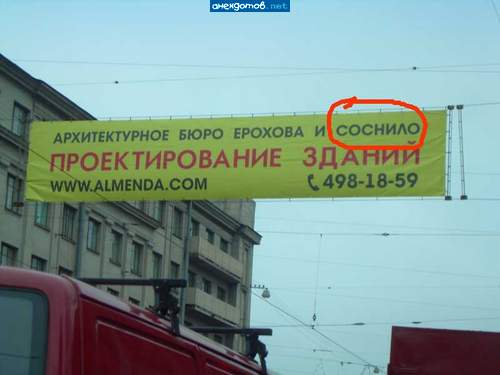 анекдотов.net
АРХИТЕКТУРНОЕ БЮРО ЕРОХОВА И СОСНИЛО
ПРОЕКТИРОВАНИЕ ЗДАНИЙ
WWW.ALMENDA.COM 498-18-59